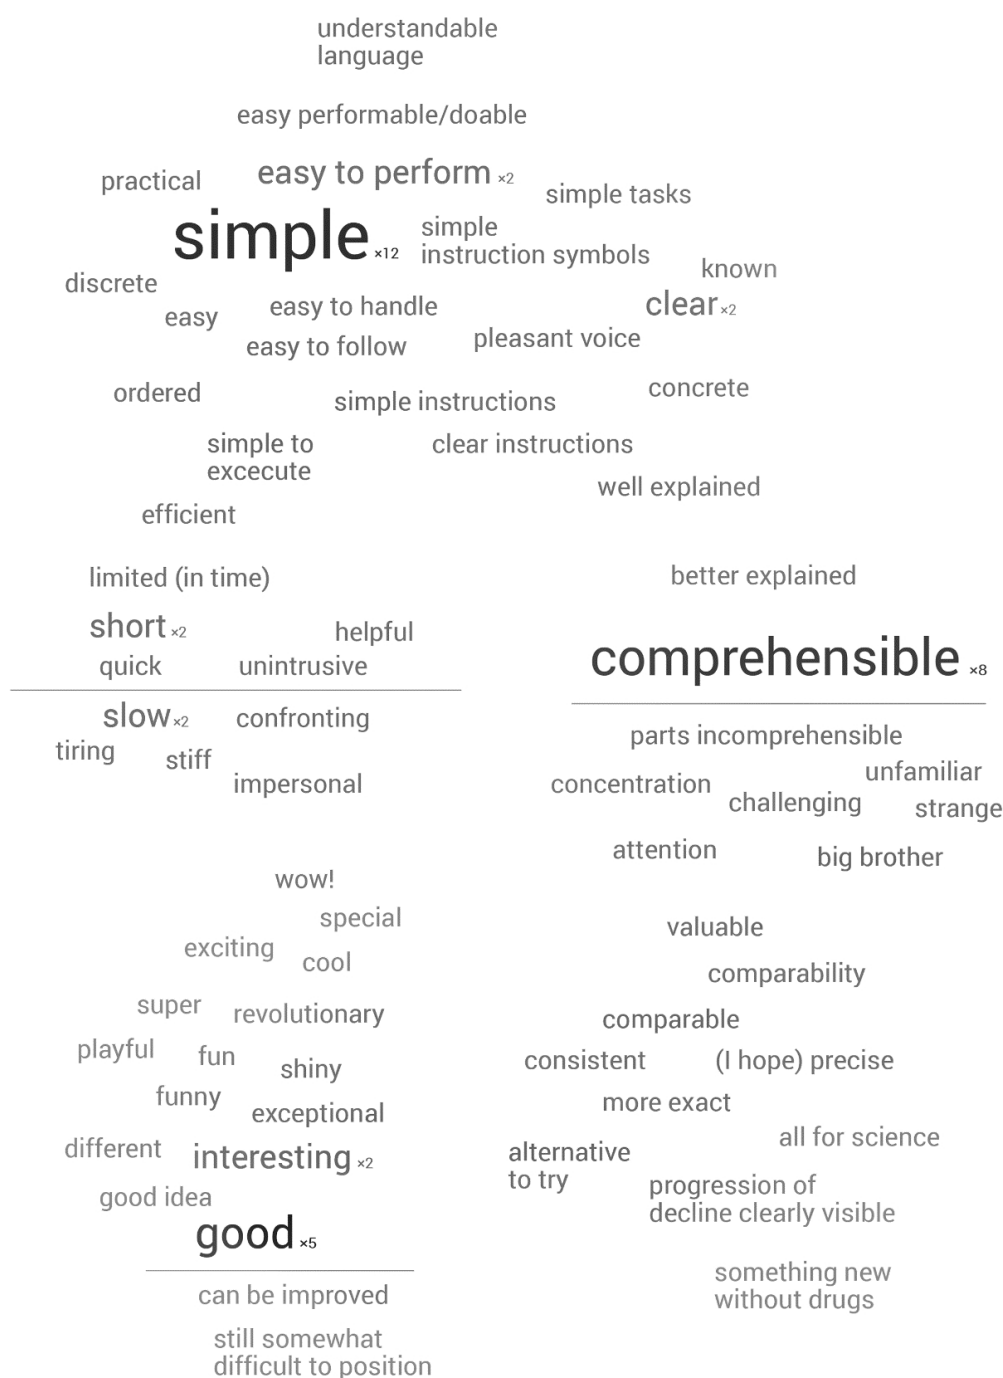 understandable
language
easy performable/doable
practical
easy to perform ×2
simple tasks
simple ×12
simple
instruction symbols
known
discrete
easy
easy to handle
clear ×2
easy to follow
pleasant voice
ordered
simple instructions
concrete
simple to
excecute
clear instructions
well explained
efficient
limited (in time)
better explained
short ×2
helpful
quick
unintrusive
comprehensible ×8
slow ×2
confronting
tiring
stiff
impersonal
parts incomprehensible
concentration
unfamiliar
challenging
strange
attention
big brother
wow!
special
exciting
cool
super
revolutionary
playful
fun
shiny
funny
exceptional
different
interesting ×2
good idea
good ×5
can be improved
still somewhat
difficult to position
valuable
comparability
comparable
consistent
(I hope) precise
more exact
all for science
alternative
to try
progression of
decline clearly visible
something new
without drugs